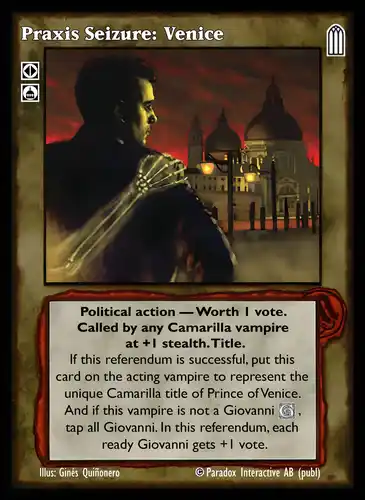 Praxis Seizure: Venice
Political action — Worth 1 vote.
Called by any Camarilla vampire
at +1 stealth. Title.
If this referendum is successful, put this
card on the acting vampire to represent the
unique Camarilla title of Prince of Venice.
And if this vampire is not a Giovanni ,
tap all Giovanni. In this referendum, each
ready Giovanni gets +1 vote.
Illus: Ginés Quiñonero © Paradox Interactive AB (publ)